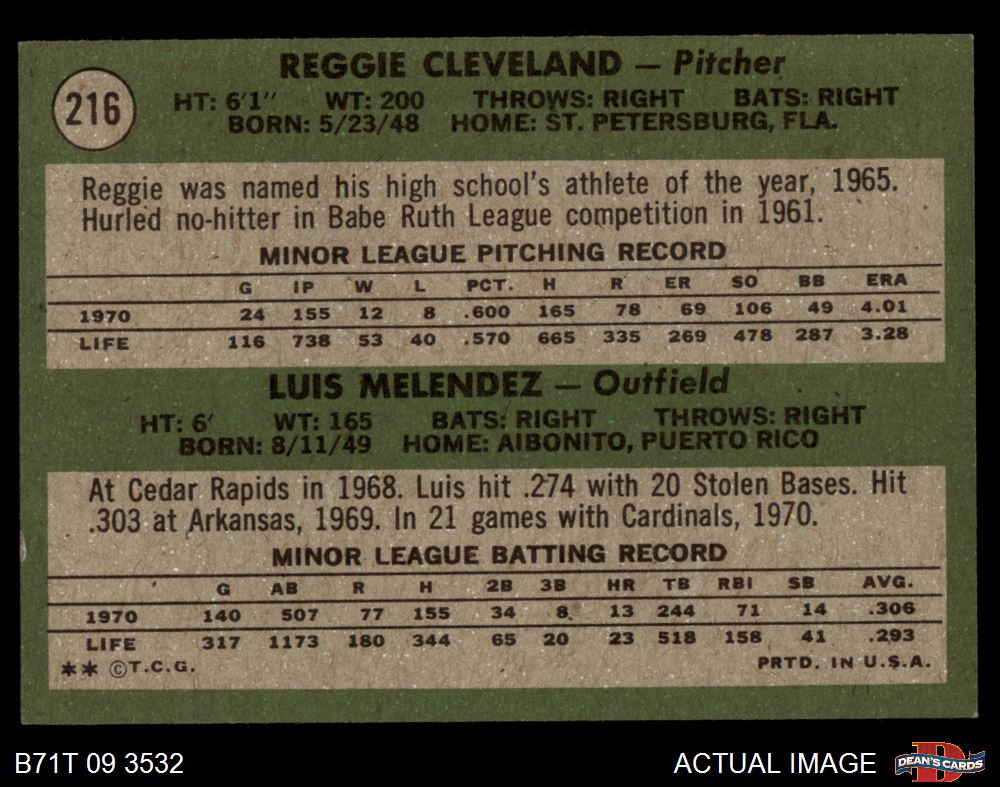 216
REGGIE CLEVELAND — Pitcher
HT: 6'1" WT: 200 THROWS: RIGHT BATS: RIGHT
BORN: 5/23/48 HOME: ST. PETERSBURG, FLA.
Reggie was named his high school's athlete of the year, 1965.
Hurled no-hitter in Babe Ruth League competition in 1961.
MINOR LEAGUE PITCHING RECORD
G IP W L PCT. H R ER SO BB ERA
1970 24 155 12 8 .600 165 78 69 106 49 4.01
LIFE 116 738 53 40 .570 665 335 269 478 287 3.28
LUIS MELENDEZ — Outfield
HT: 6' WT: 165 BATS: RIGHT THROWS: RIGHT
BORN: 8/11/49 HOME: AIBONITO, PUERTO RICO
At Cedar Rapids in 1968. Luis hit .274 with 20 Stolen Bases. Hit
.303 at Arkansas, 1969. In 21 games with Cardinals, 1970.
MINOR LEAGUE BATTING RECORD
G AB R H 2B 3B HR TB RBI SB AVG.
1970 140 507 77 155 34 8 13 244 71 14 .306
LIFE 317 1173 180 344 65 20 23 518 158 41 .293
** ©T.C.G. PRTD. IN U.S.A.
B71T 09 3532 ACTUAL IMAGE DEAN'S CARDS